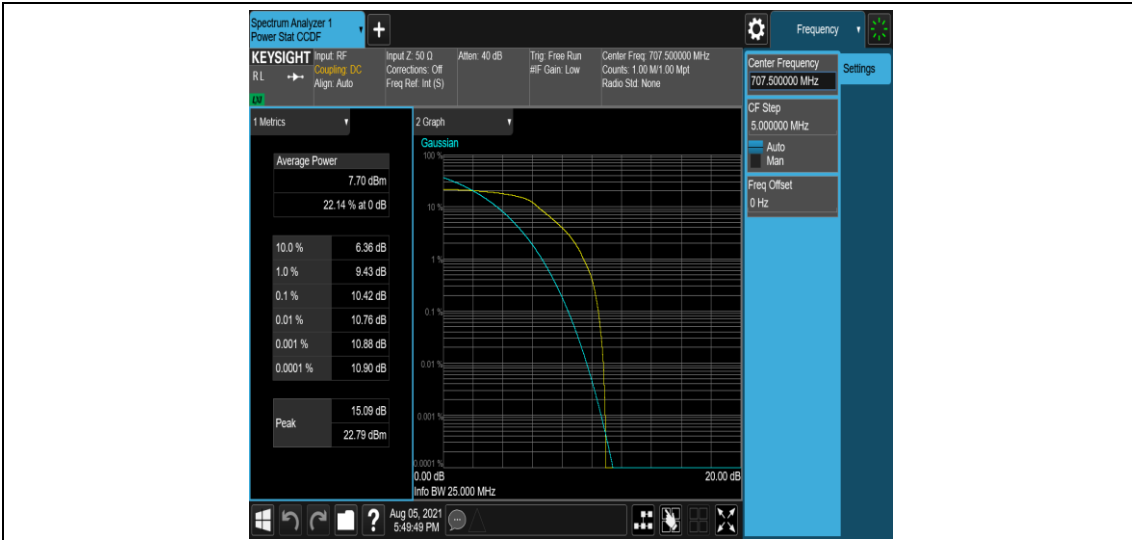 Spectrum Analyzer 1
Power Stat CCDF
Frequency
KEYSIGHT
R L
LXI
Input: RF
Coupling: DC
Align: Auto
Input Z: 50 Ω
Corrections: Off
Freq Ref: Int (S)
Atten: 40 dB
Trig: Free Run
#IF Gain: Low
Center Freq: 707.500000 MHz
Counts: 1.00 M/1.00 Mpt
Radio Std: None
Center Frequency
707.500000 MHz
Settings
CF Step
5.000000 MHz
Auto
Man
Freq Offset
0 Hz
1 Metrics
Average Power
7.70 dBm
22.14 % at 0 dB
10.0 % 6.36 dB
1.0 % 9.43 dB
0.1 % 10.42 dB
0.01 % 10.76 dB
0.001 % 10.88 dB
0.0001 % 10.90 dB
Peak
15.09 dB
22.79 dBm
2 Graph
Gaussian
100 %
10 %
1 %
0.1 %
0.01 %
0.001 %
0.0001 %
0.00 dB
20.00 dB
Info BW 25.000 MHz
?
Aug 05, 2021
5:49:49 PM